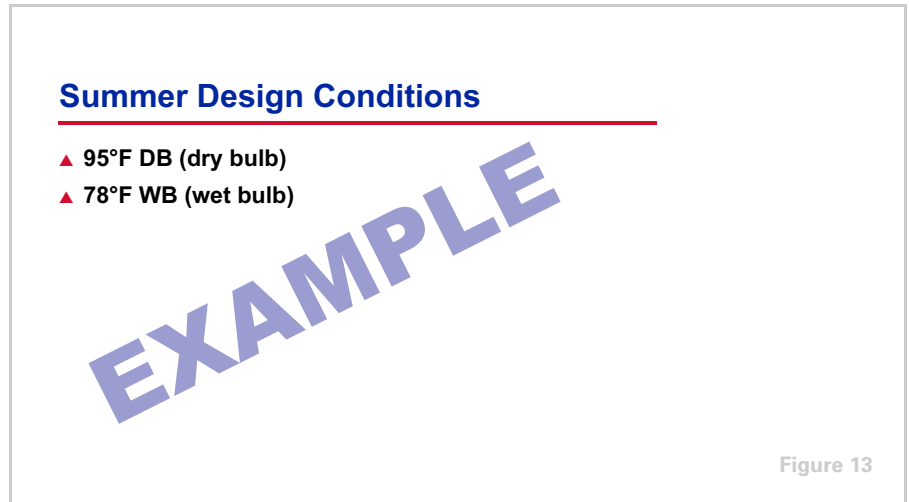 Summer Design Conditions
▲ 95°F DB (dry bulb)
▲ 78°F WB (wet bulb)
EXAMPLE
Figure 13